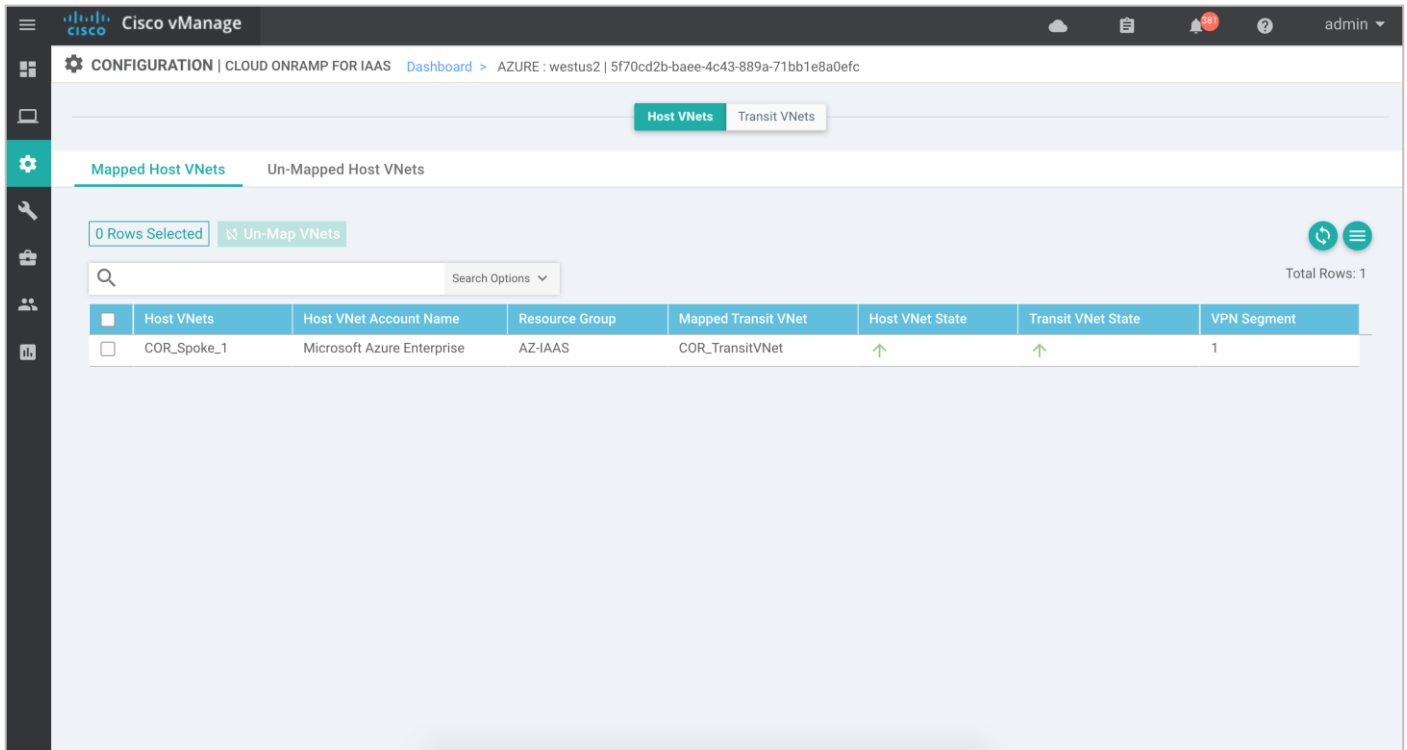 cisco Cisco vManage 381 admin
CONFIGURATION | CLOUD ONRAMP FOR IAAS Dashboard > AZURE : westus2 | 5f70cd2b-baee-4c43-889a-71bb1e8a0efc
Host VNets Transit VNets
Mapped Host VNets Un-Mapped Host VNets
0 Rows Selected Un-Map VNets
Search Options Total Rows: 1
Host VNets Host VNet Account Name Resource Group Mapped Transit VNet Host VNet State Transit VNet State VPN Segment
COR_Spoke_1 Microsoft Azure Enterprise AZ-IAAS COR_TransitVNet 1